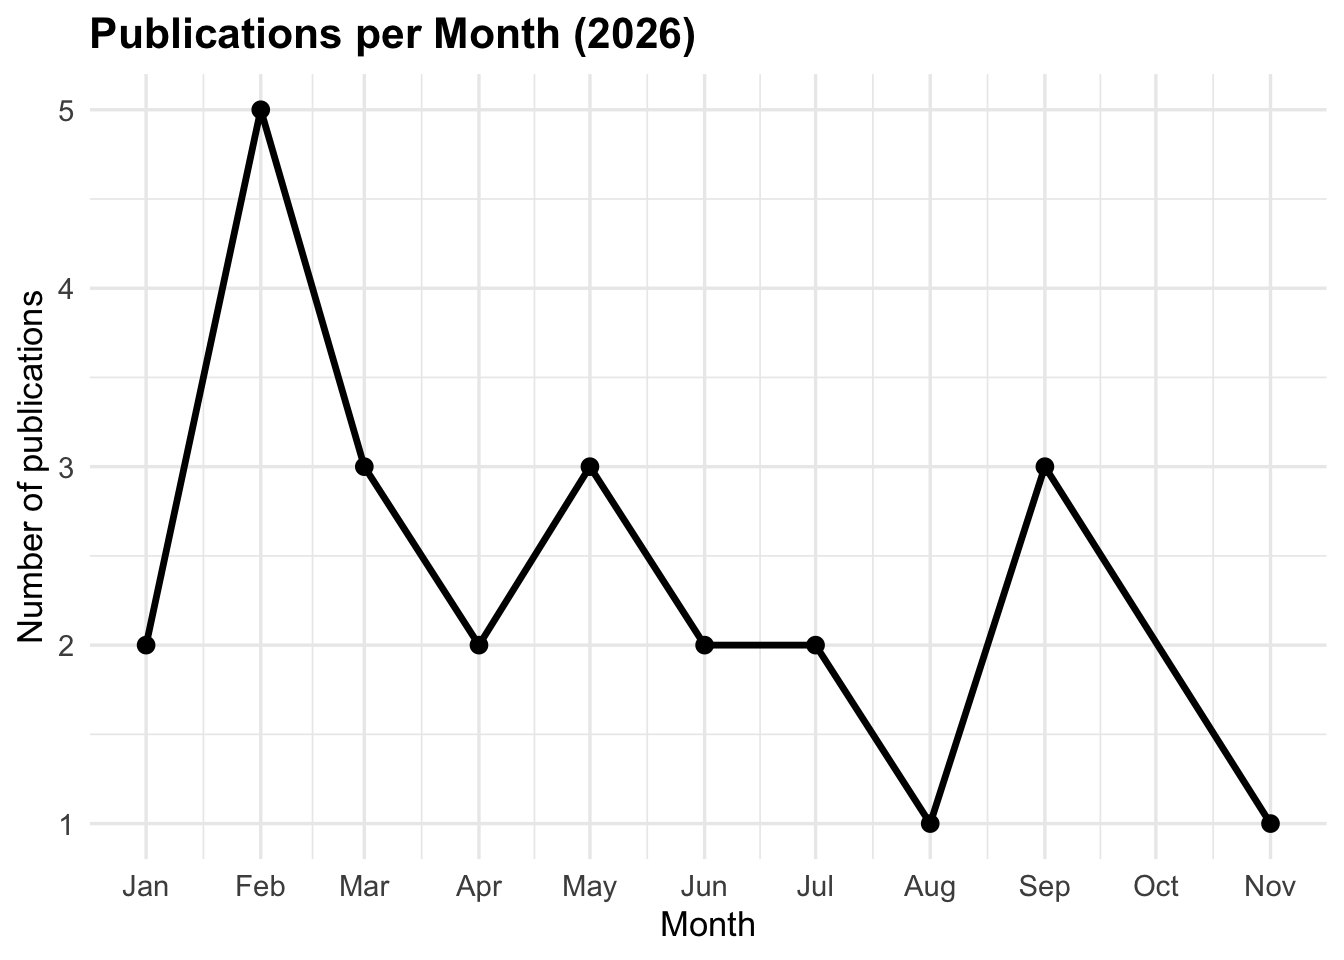 Publications per Month (2026)
Number of publications
5
4
3
2
1
Jan Feb Mar Apr May Jun Jul Aug Sep Oct Nov
Month